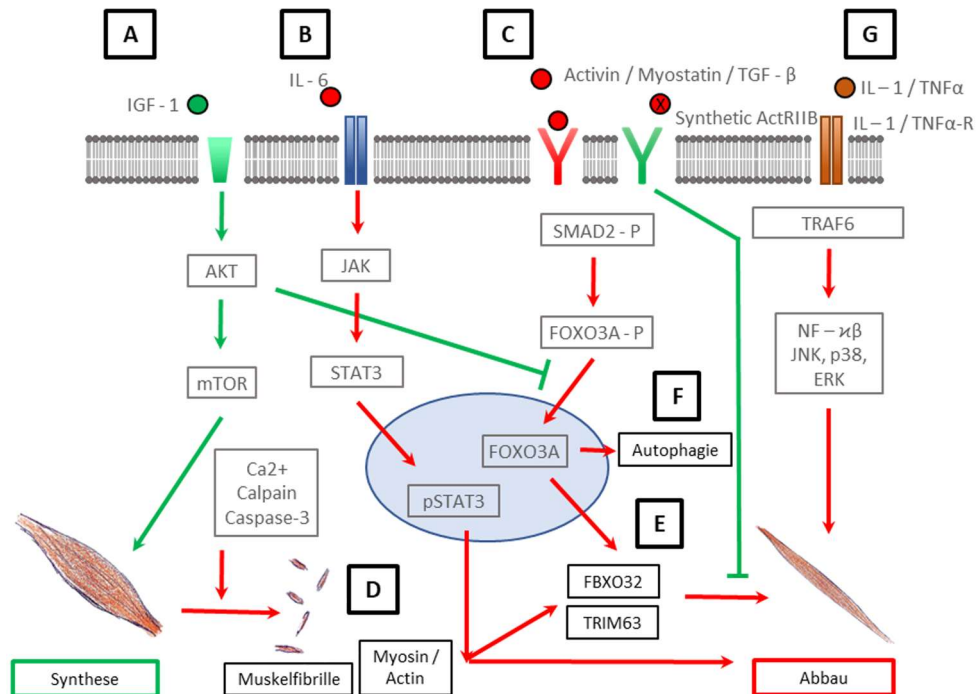 A
B
C
G
IL - 6
IGF - 1
Activin / Myostatin / TGF - β
X
Synthetic ActRIIB
IL – 1 / TNFα
IL – 1 / TNFα-R
SMAD2 - P
TRAF6
AKT
JAK
FOXO3A - P
NF – ϰβ
JNK, p38,
ERK
mTOR
STAT3
F
FOXO3A
Autophagie
Ca2+
Calpain
Caspase-3
pSTAT3
E
FBXO32
D
TRIM63
Synthese
Muskelfibrille
Myosin /
Actin
Abbau